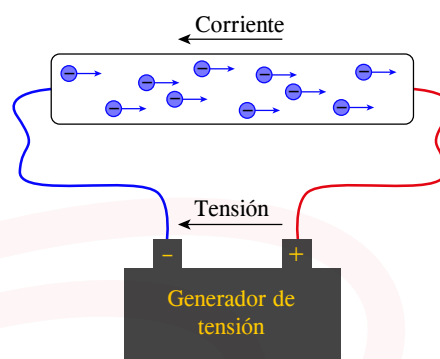 Corriente
Tensión
- +
Generador de
tensión